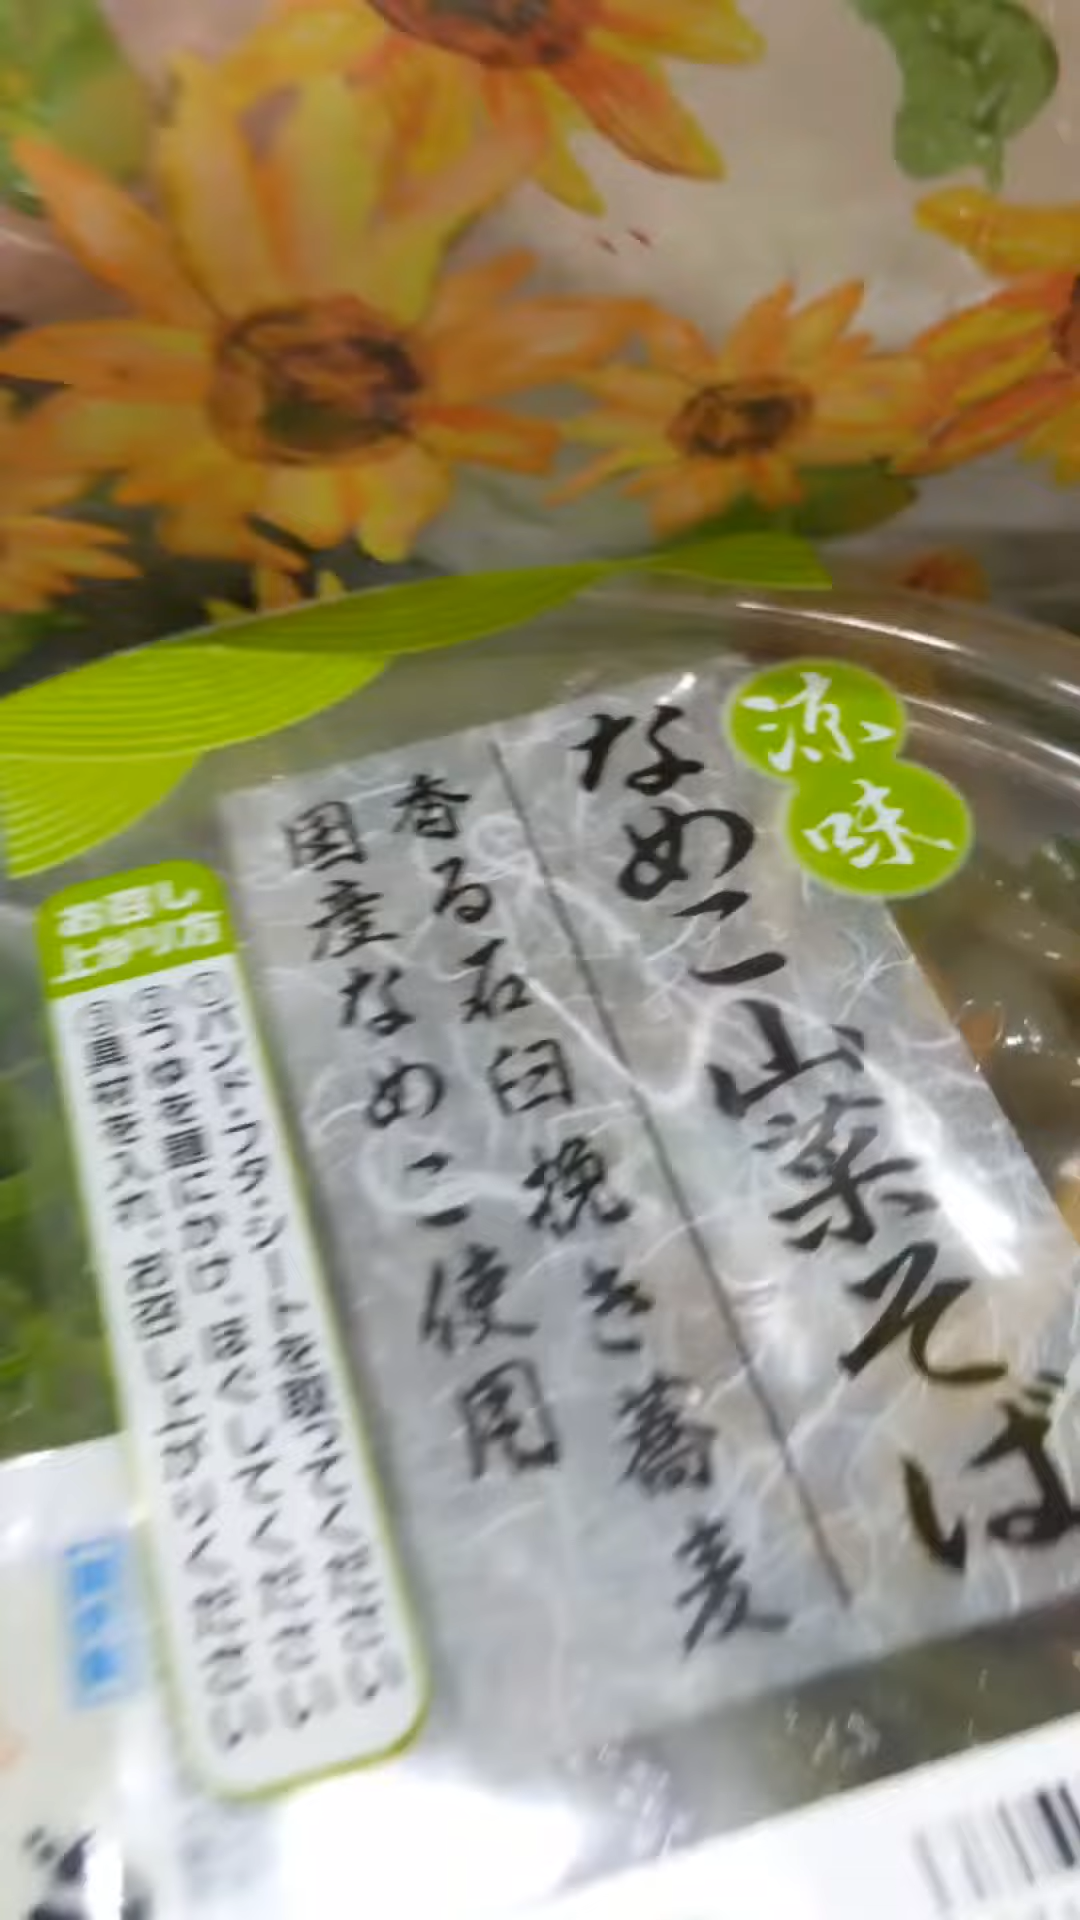 涼味
なめこ山菜そば
香る石臼挽き蕎麦
国産なめこ使用
お召し
上がり方
①バンド・フタ・シートを取ってください
②つゆを麺にかけ、ほぐしてください
③具材を入れ、お召し上がりください